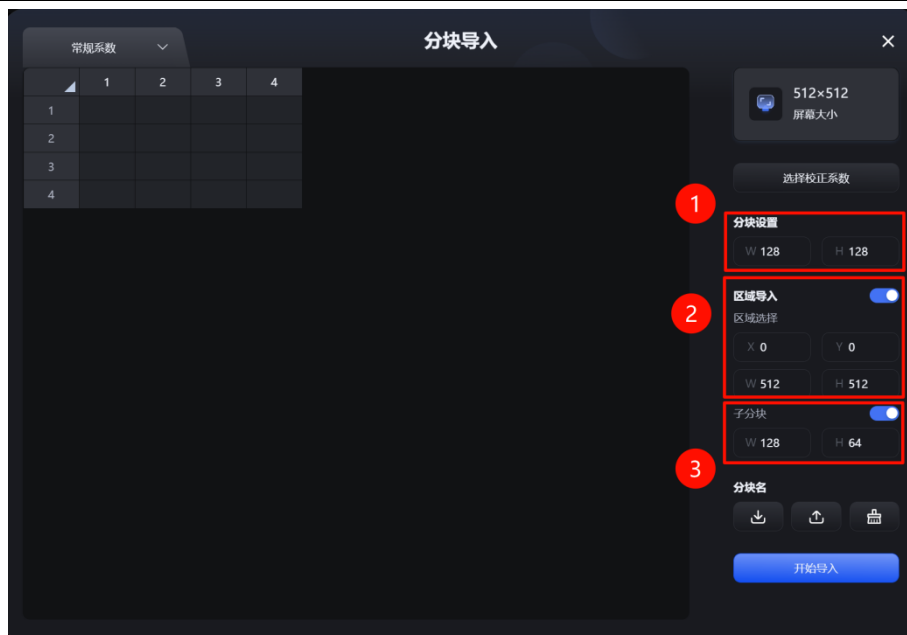 常规系数
分块导入
1 2 3 4
1
2
3
4
512×512
屏幕大小
选择校正系数
1
分块设置
W 128 H 128
2
区域导入
区域选择
X 0 Y 0
W 512 H 512
子分块
W 128 H 64
3
分块名
开始导入